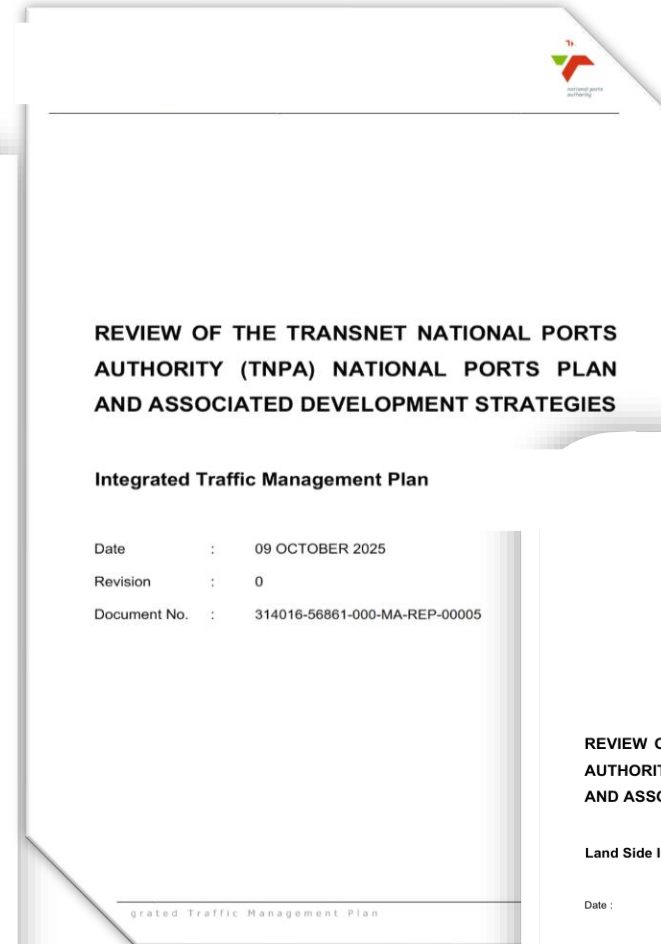 national ports
authority
REVIEW OF THE TRANSNET NATIONAL PORTS
AUTHORITY (TNPA) NATIONAL PORTS PLAN
AND ASSOCIATED DEVELOPMENT STRATEGIES
Integrated Traffic Management Plan
Date : 09 OCTOBER 2025
Revision : 0
Document No. : 314016-56861-000-MA-REP-00005
grated Traffic Management Plan
REVIEW
AUTHORIT
AND ASSO
Land Side I
Date :